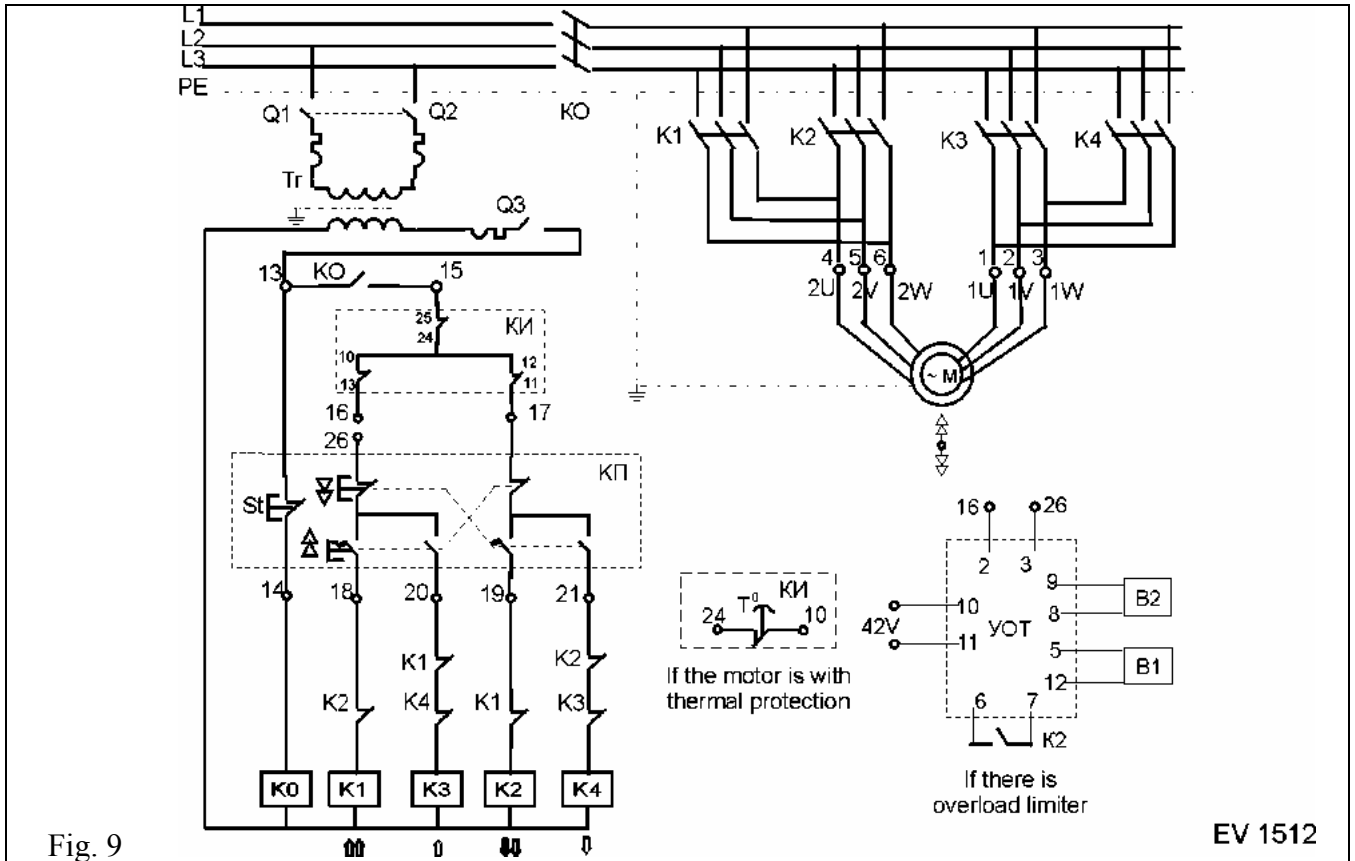 L1
L2
L3
PE
Q1 Q2 КО K1 K2 K3 K4
Tr
Q3
13 КО 15
4 5 6 1 2 3
2U 2V 2W 1U 1V 1W
25
24
КИ
10 12
13 11
~ M
16 17
26
КП
St
16 26
2 3
14 18 20 19 21
9
8
B2
КИ
T⁰
24 10
42V
10
11
УОТ
5
12
B1
K1 K2
If the motor is with
thermal protection
K2 K4 K1 K3
6 7
K2
K0 K1 K3 K2 K4
If there is
overload limiter
Fig. 9
EV 1512